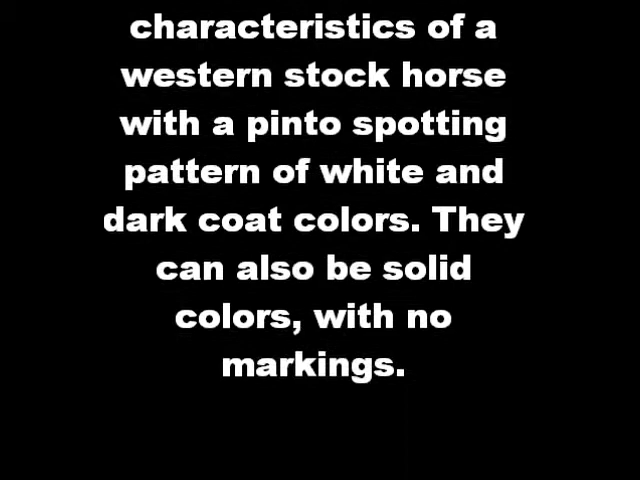 characteristics of a
western stock horse
with a pinto spotting
pattern of white and
dark coat colors. They
can also be solid
colors, with no
markings.